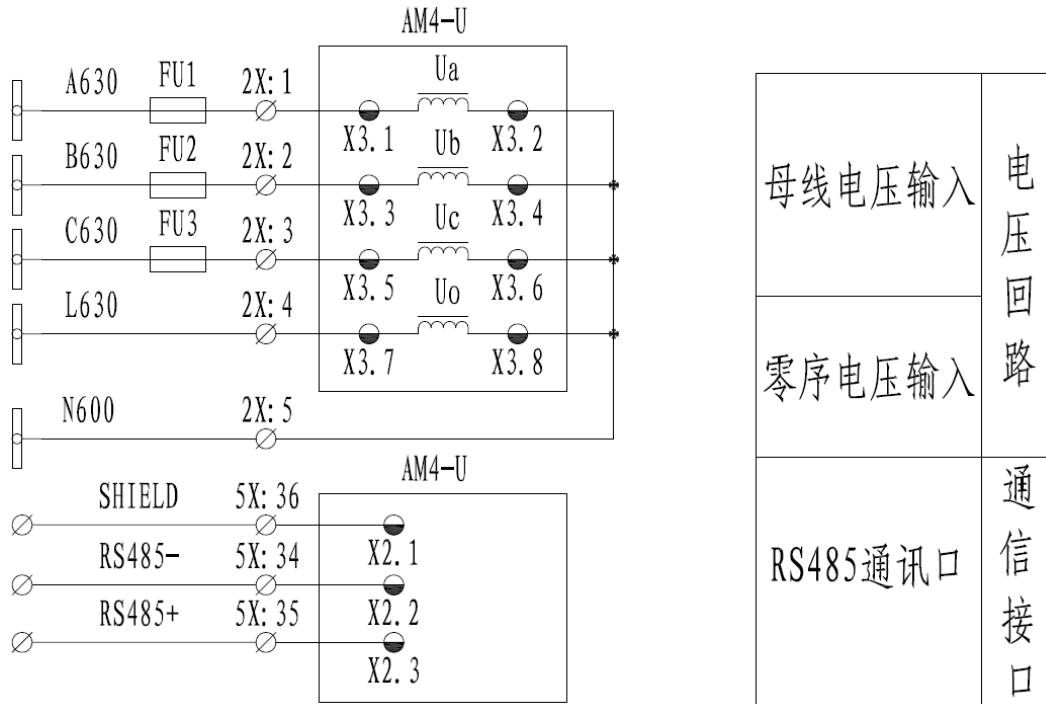 AM4-U
A630 FU1 2X:1 Ua
X3.1 X3.2
B630 FU2 2X:2 Ub
X3.3 X3.4
C630 FU3 2X:3 Uc
X3.5 X3.6
L630 2X:4 Uo
X3.7 X3.8
N600 2X:5
AM4-U
SHIELD 5X:36
X2.1
RS485- 5X:34
X2.2
RS485+ 5X:35
X2.3
母线电压输入
零序电压输入
电压回路
RS485通讯口
通信接口